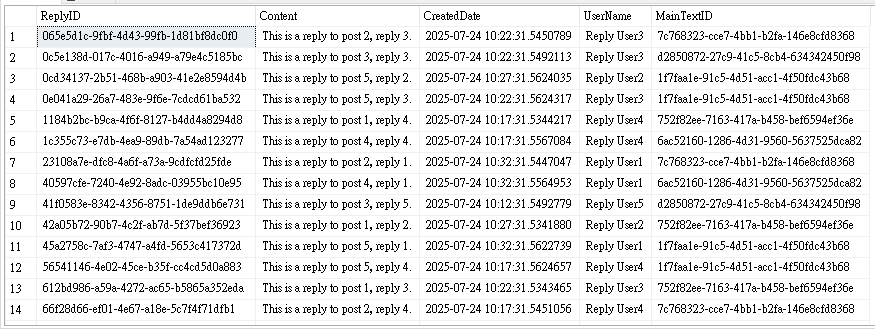 ReplyID Content CreatedDate UserName MainTextID
1 065e5d1c-9fbf-4d43-99fb-1d81bf8dc0f0 This is a reply to post 2, reply 3. 2025-07-24 10:22:31.5450789 Reply User3 7c768323-cce7-4bb1-b2fa-146e8cfd8368
2 0c5e138d-017c-4016-a949-a79e4c5185bc This is a reply to post 3, reply 3. 2025-07-24 10:22:31.5492113 Reply User3 d2850872-27c9-41c5-8cb4-634342450f98
3 0cd34137-2b51-468b-a903-41e2e8594d4b This is a reply to post 5, reply 2. 2025-07-24 10:27:31.5624035 Reply User2 1f7faa1e-91c5-4d51-acc1-4f50fdc43b68
4 0e041a29-26a7-483e-9f6e-7cdcd61ba532 This is a reply to post 5, reply 3. 2025-07-24 10:22:31.5624317 Reply User3 1f7faa1e-91c5-4d51-acc1-4f50fdc43b68
5 1184b2bc-b9ca-4f6f-8127-b4dd4a8294d8 This is a reply to post 1, reply 4. 2025-07-24 10:17:31.5344217 Reply User4 752f82ee-7163-417a-b458-bef6594ef36e
6 1c355c73-e7db-4ea9-89db-7a54ad123277 This is a reply to post 4, reply 4. 2025-07-24 10:17:31.5567084 Reply User4 6ac52160-1286-4d31-9560-5637525dca82
7 23108a7e-dfc8-4a6f-a73a-9cdfcfd25fde This is a reply to post 2, reply 1. 2025-07-24 10:32:31.5447047 Reply User1 7c768323-cce7-4bb1-b2fa-146e8cfd8368
8 40597cfe-7240-4e92-8adc-03955bc10e95 This is a reply to post 4, reply 1. 2025-07-24 10:32:31.5564953 Reply User1 6ac52160-1286-4d31-9560-5637525dca82
9 41f0583e-8342-4356-8751-1de9ddb6e731 This is a reply to post 3, reply 5. 2025-07-24 10:12:31.5492779 Reply User5 d2850872-27c9-41c5-8cb4-634342450f98
10 42a05b72-90b7-4c2f-ab7d-5f37bef36923 This is a reply to post 1, reply 2. 2025-07-24 10:27:31.5341880 Reply User2 752f82ee-7163-417a-b458-bef6594ef36e
11 45a2758c-7af3-4747-a4fd-5653c417372d This is a reply to post 5, reply 1. 2025-07-24 10:32:31.5622739 Reply User1 1f7faa1e-91c5-4d51-acc1-4f50fdc43b68
12 56541146-4e02-45ce-b35f-cc4cd5d0a883 This is a reply to post 5, reply 4. 2025-07-24 10:17:31.5624657 Reply User4 1f7faa1e-91c5-4d51-acc1-4f50fdc43b68
13 612bd986-a59a-4272-ac65-b5865a352eda This is a reply to post 1, reply 3. 2025-07-24 10:22:31.5343465 Reply User3 752f82ee-7163-417a-b458-bef6594ef36e
14 66f28d66-ef01-4e67-a18e-5c7f4f71dfb1 This is a reply to post 2, reply 4. 2025-07-24 10:17:31.5451056 Reply User4 7c768323-cce7-4bb1-b2fa-146e8cfd8368